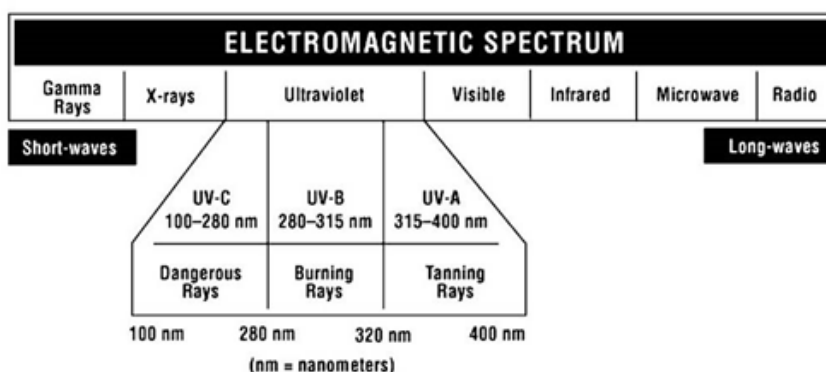 ELECTROMAGNETIC SPECTRUM
Gamma
Rays
X-rays
Ultraviolet
Visible
Infrared
Microwave
Radio
Short-waves
Long-waves
UV-C
100–280 nm
UV-B
280–315 nm
UV-A
315–400 nm
Dangerous
Rays
Burning
Rays
Tanning
Rays
100 nm 280 nm 320 nm 400 nm
(nm = nanometers)